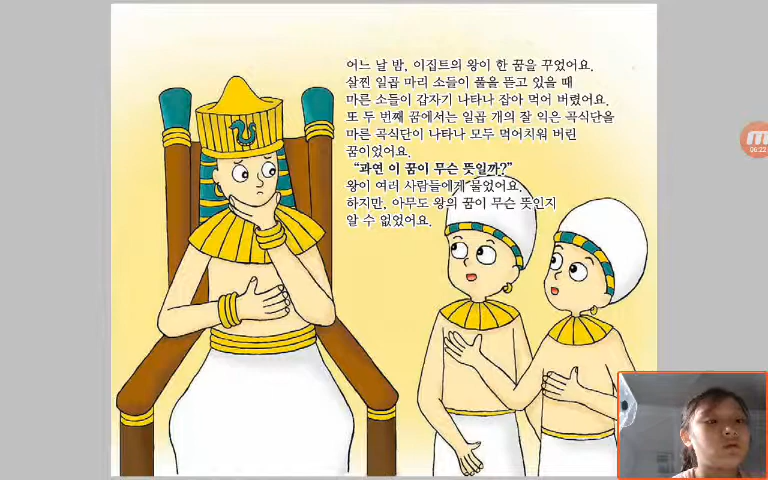 어느 날 밤, 이집트의 왕이 한 꿈을 꾸었어요.
살찐 일곱 마리 소들이 풀을 뜯고 있을 때
마른 소들이 갑자기 나타나 잡아 먹어 버렸어요.
또 두 번째 꿈에서는 일곱 개의 잘 익은 곡식단을
마른 곡식단이 나타나 모두 먹어치워 버린
꿈이었어요.
“과연 이 꿈이 무슨 뜻일까?”
왕이 여러 사람들에게 물었어요.
하지만, 아무도 왕의 꿈이 무슨 뜻인지
알 수 없었어요.
06:22